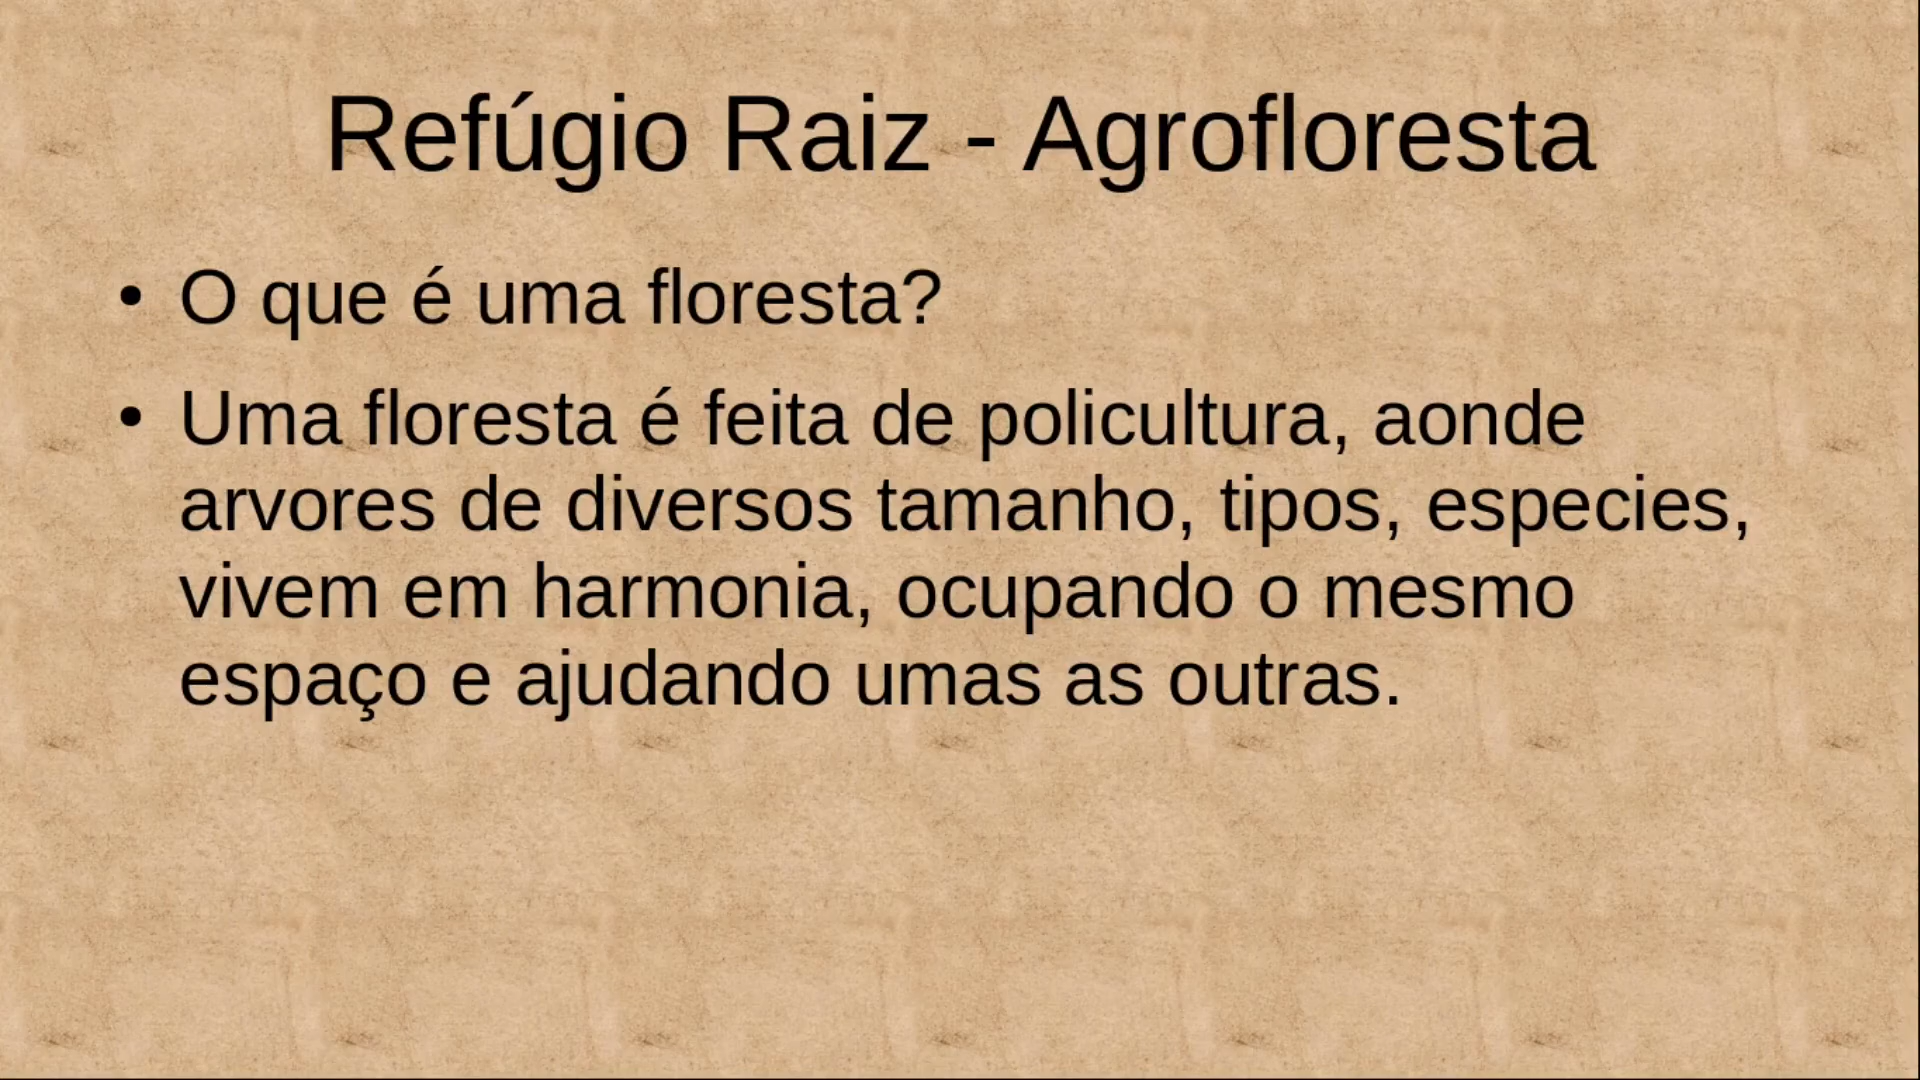 Refúgio Raiz - Agrofloresta
• O que é uma floresta?
• Uma floresta é feita de policultura, aonde
arvores de diversos tamanho, tipos, especies,
vivem em harmonia, ocupando o mesmo
espaço e ajudando umas as outras.